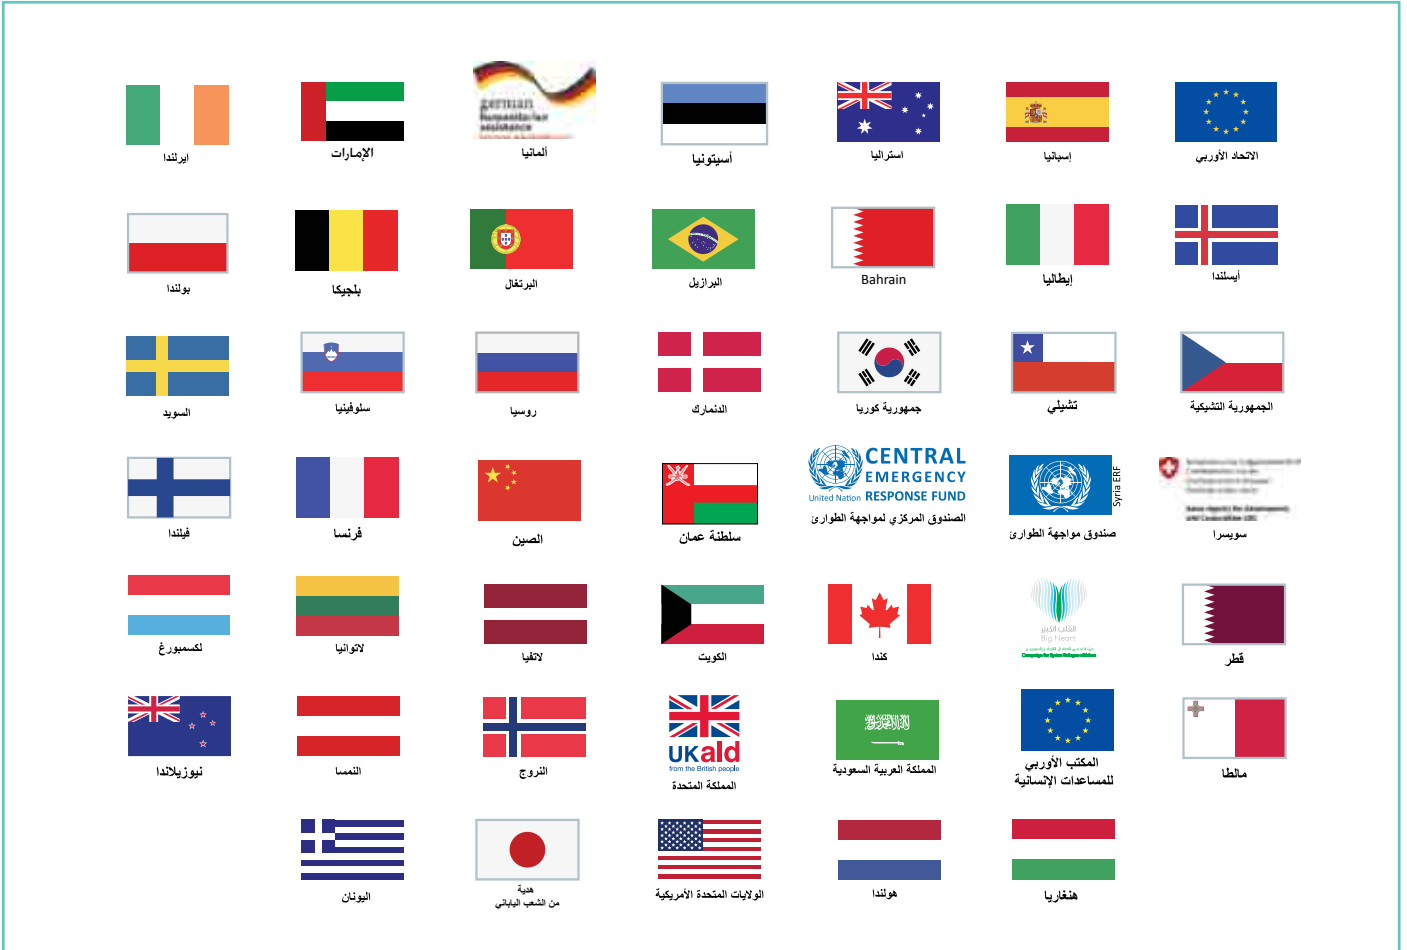 الاتحاد الأوربي
إسبانيا
استراليا
أسيتونيا
german
humanitarian
assistance
ألمانيا
الإمارات
ايرلندا
أيسلندا
إيطاليا
Bahrain
البرازيل
البرتغال
بلجيكا
بولندا
الجمهورية التشيكية
تشيلي
جمهورية كوريا
الدنمارك
روسيا
سلوفينيا
السويد
سويسرا
Syria ERF
صندوق مواجهة الطوارئ
CENTRAL
EMERGENCY
RESPONSE FUND
United Nation
الصندوق المركزي لمواجهة الطوارئ
سلطنة عمان
الصين
فرنسا
فيلندا
قطر
القلب الكبير
Big Heart
كندا
الكويت
لاتفيا
لاتوانيا
لكسمبورغ
مالطا
المكتب الأوربي
للمساعدات الإنسانية
المملكة العربية السعودية
UKaid
from the British people
المملكة المتحدة
النروج
النمسا
نيوزيلاندا
هنغاريا
هولندا
الولايات المتحدة الأمريكية
هدية
من الشعب الياباني
اليونان